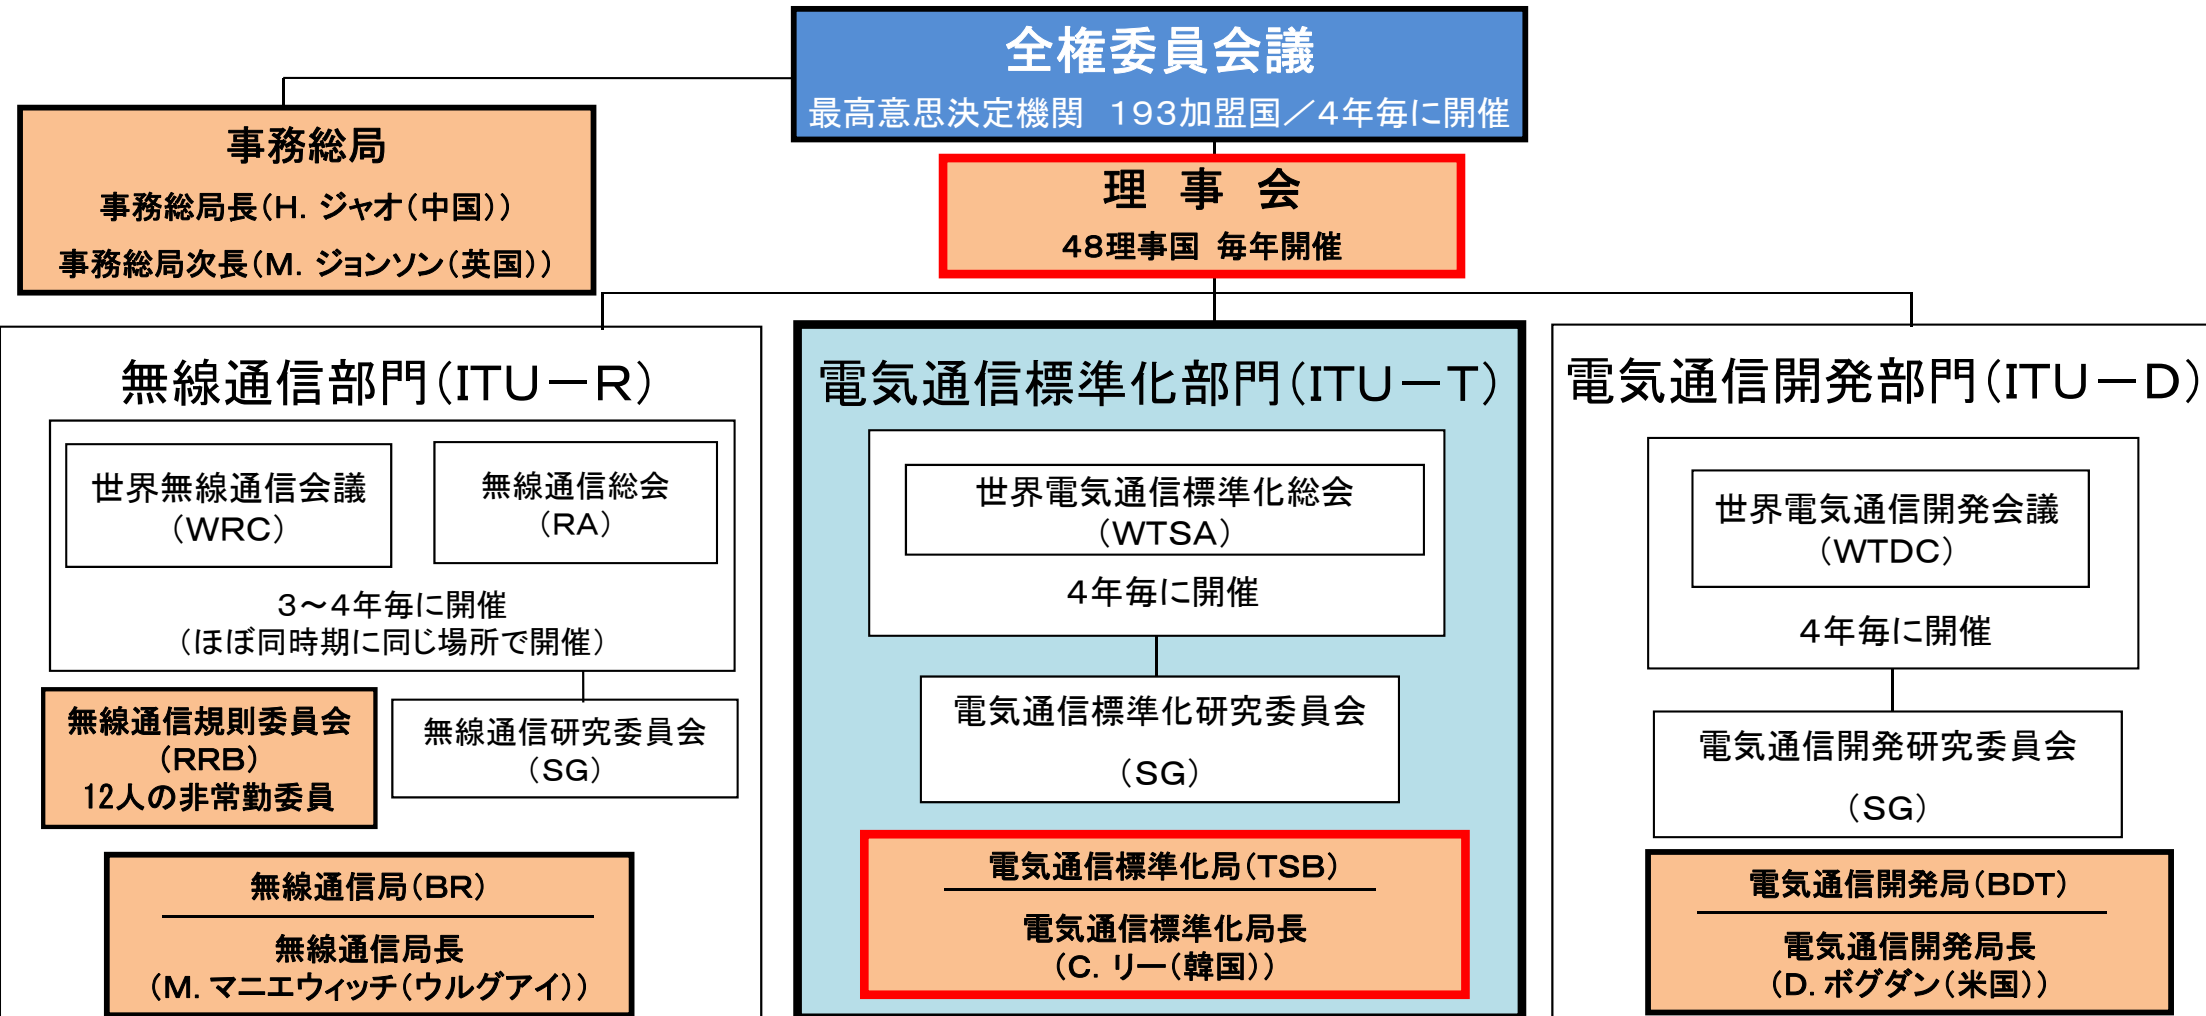 全権委員会議
最高意思決定機関　193加盟国／4年毎に開催
事務総局
事務総局長(H. ジャオ(中国))
事務総局次長(M. ジョンソン(英国))
理　事　会
48理事国 毎年開催
無線通信部門(ITU－R)
世界無線通信会議
(WRC)
無線通信総会
(RA)
3～4年毎に開催
(ほぼ同時期に同じ場所で開催)
無線通信規則委員会
(RRB)
12人の非常勤委員
無線通信研究委員会
(SG)
無線通信局(BR)
無線通信局長
(M. マニエウィッチ(ウルグアイ))
電気通信標準化部門(ITU－T)
世界電気通信標準化総会
(WTSA)
4年毎に開催
電気通信標準化研究委員会
(SG)
電気通信標準化局(TSB)
電気通信標準化局長
(C. リー(韓国))
電気通信開発部門(ITU－D)
世界電気通信開発会議
(WTDC)
4年毎に開催
電気通信開発研究委員会
(SG)
電気通信開発局(BDT)
電気通信開発局長
(D. ボグダン(米国))